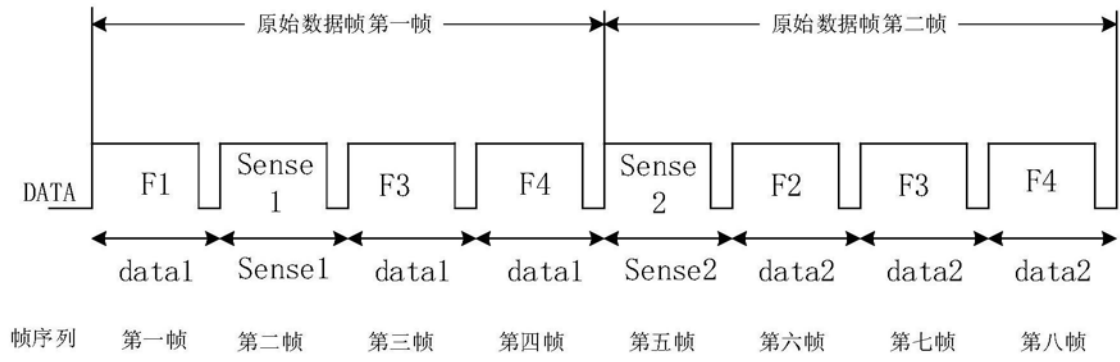 原始数据帧第一帧 原始数据帧第二帧
DATA F1 Sense 1 F3 F4 Sense 2 F2 F3 F4
data1 Sense1 data1 data1 Sense2 data2 data2 data2
帧序列 第一帧 第二帧 第三帧 第四帧 第五帧 第六帧 第七帧 第八帧